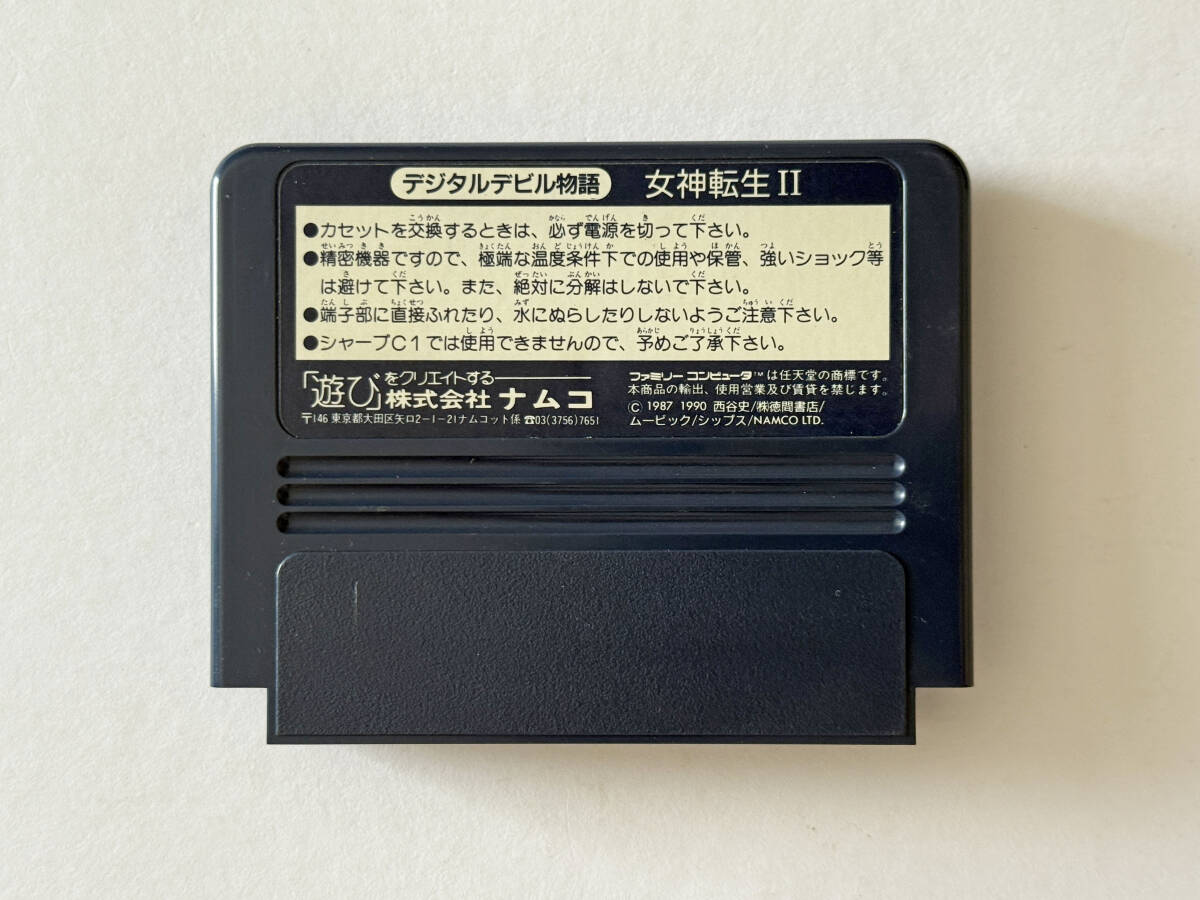 デジタルデビル物語 女神転生II
●カセットを交換するときは、必ず電源を切って下さい。
●精密機器ですので、極端な温度条件下での使用や保管、強いショック等
は避けて下さい。また、絶対に分解はしないで下さい。
●端子部に直接ふれたり、水にぬらしたりしないようご注意下さい。
●シャープC1では使用できませんので、予めご了承下さい。
「遊び」をクリエイトする
株式会社ナムコ
〒146 東京都大田区矢口2-1-21ナムコット係 ☎03(3756)7651
ファミリーコンピュータ™は任天堂の商標です。
本商品の輸出、使用営業及び賃貸を禁じます。
© 1987 1990 西谷史/㈱徳間書店/
ムービック/シップス/NAMCO LTD.